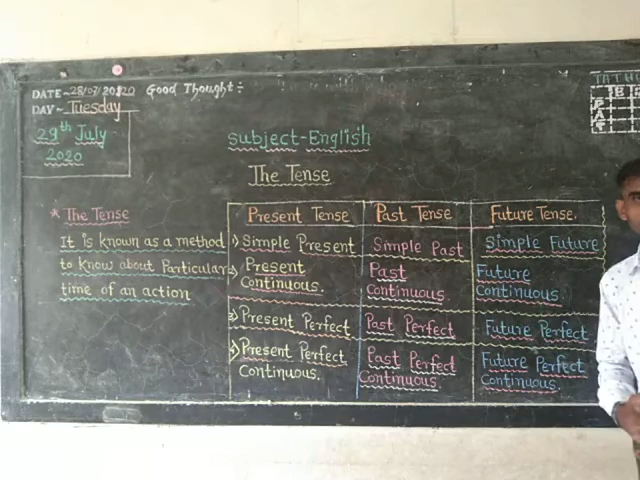 DATE - 28/07/2020 Good Thought:-
DAY - Tuesday
29th July
2020
Subject-English
The Tense
* The Tense
It is known as a method
to know about Particular
time of an action
Present Tense Past Tense Future Tense.
1) Simple Present Simple Past Simple Future
2) Present Continuous. Past Continuous. Future Continuous.
3) Present Perfect Past Perfect Future Perfect
4) Present Perfect Continuous. Past Perfect Continuous. Future Perfect Continuous.